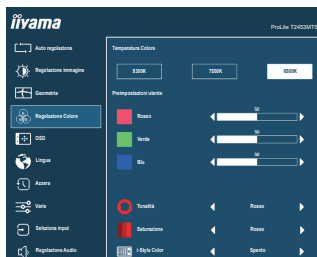 iiyama
ProLite T2453MTS
Auto regolazione
Regolazione immagine
Geometria
Regolazione Colore
OSD
Lingua
Azzera
Varie
Seleziona input
Regolazione Audio
Temperatura Colore
9300K
7500K
6500K
Preimpostazioni utente
Rosso
50
Verde
50
Blu
50
Tonalità
Rosso
Saturazione
Rosso
i-Style Color
Spento